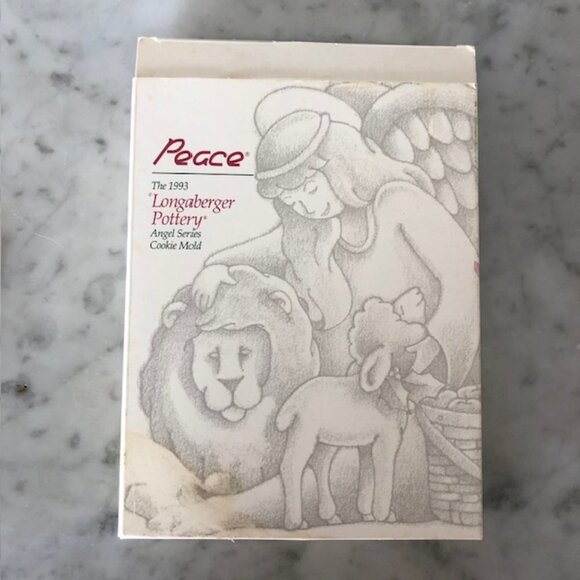 Peace®
The 1993
Longaberger
Pottery®
Angel Series
Cookie Mold